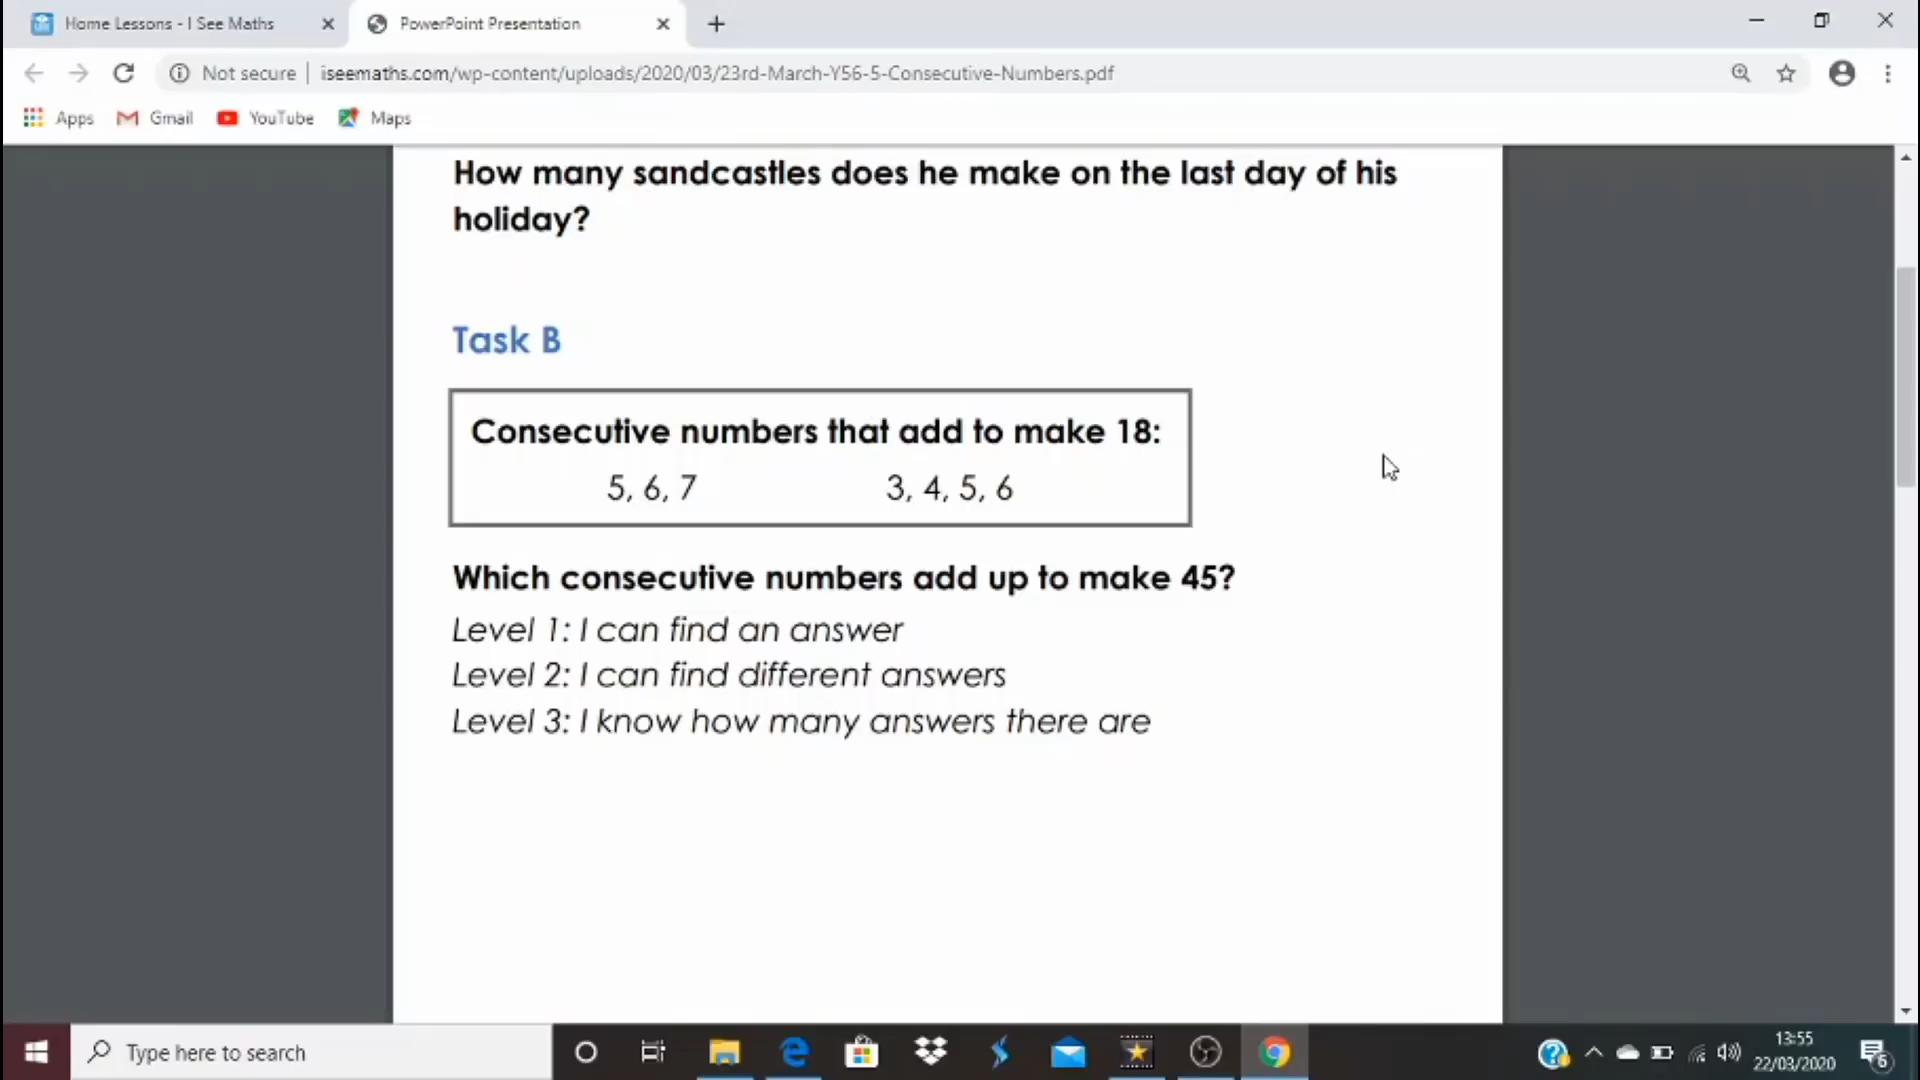 Home Lessons - I See Maths
PowerPoint Presentation
Not secure | iseemaths.com/wp-content/uploads/2020/03/23rd-March-Y56-5-Consecutive-Numbers.pdf
Apps Gmail YouTube Maps
How many sandcastles does he make on the last day of his
holiday?
Task B
Consecutive numbers that add to make 18:
5, 6, 7 3, 4, 5, 6
Which consecutive numbers add up to make 45?
Level 1: I can find an answer
Level 2: I can find different answers
Level 3: I know how many answers there are
Type here to search
13:55
22/03/2020
6